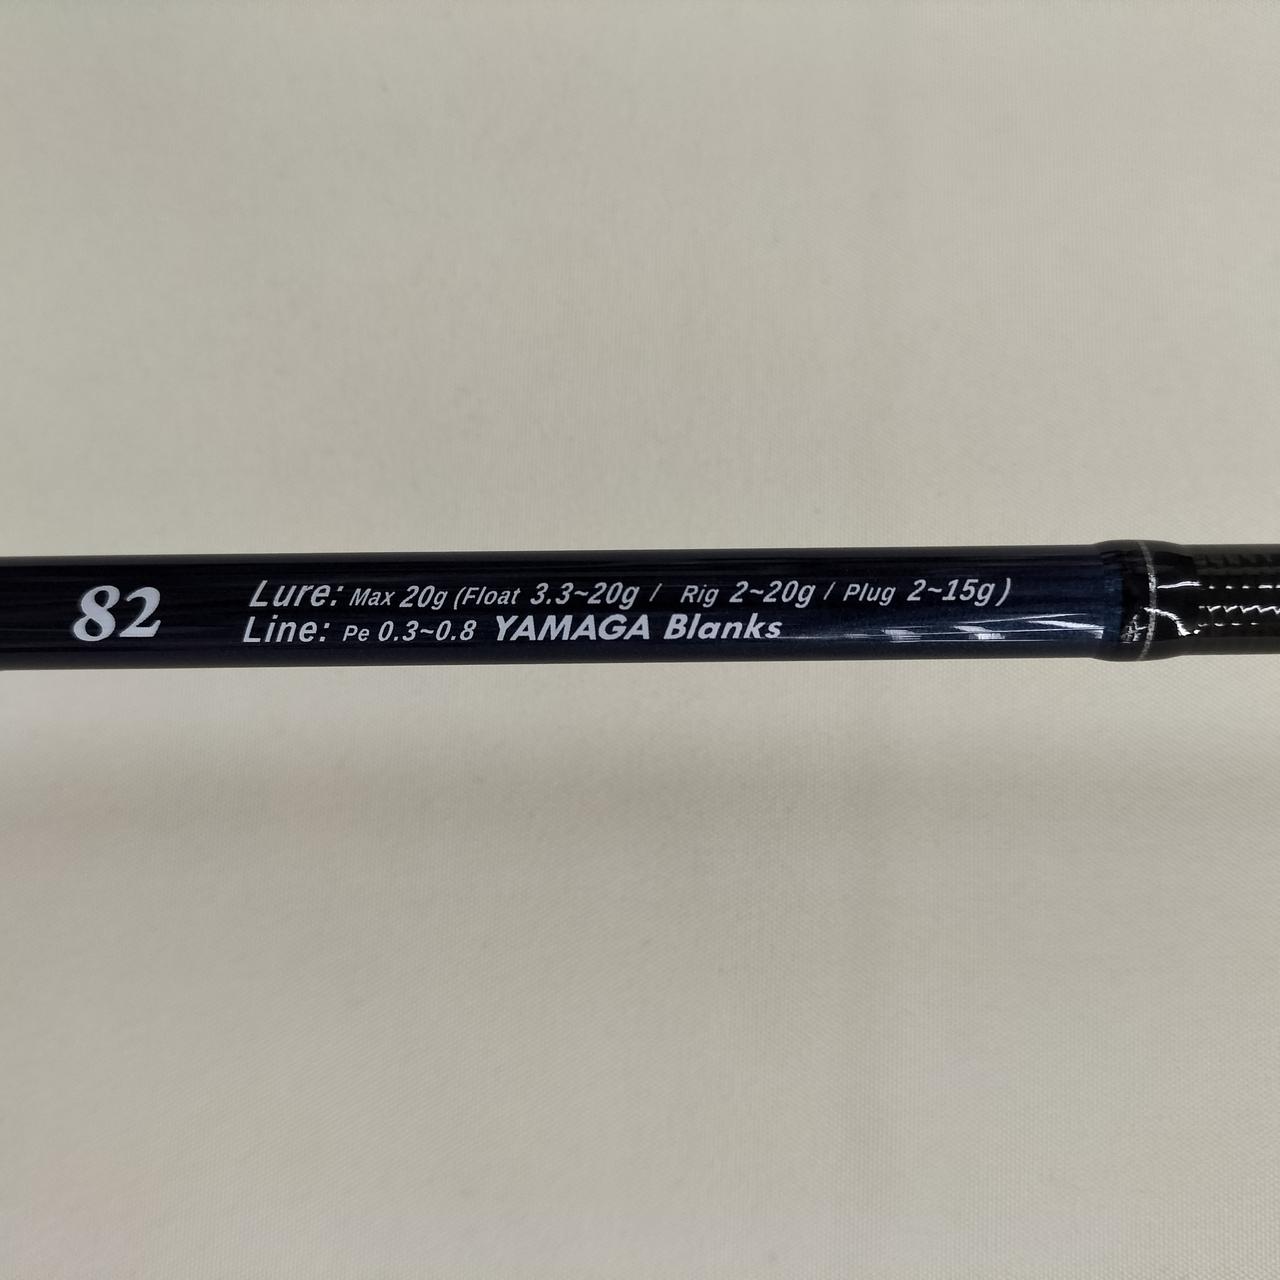 82
Lure: Max 20g (Float 3.3~20g / Rig 2~20g / Plug 2~15g)
Line: Pe 0.3~0.8 YAMAGA Blanks